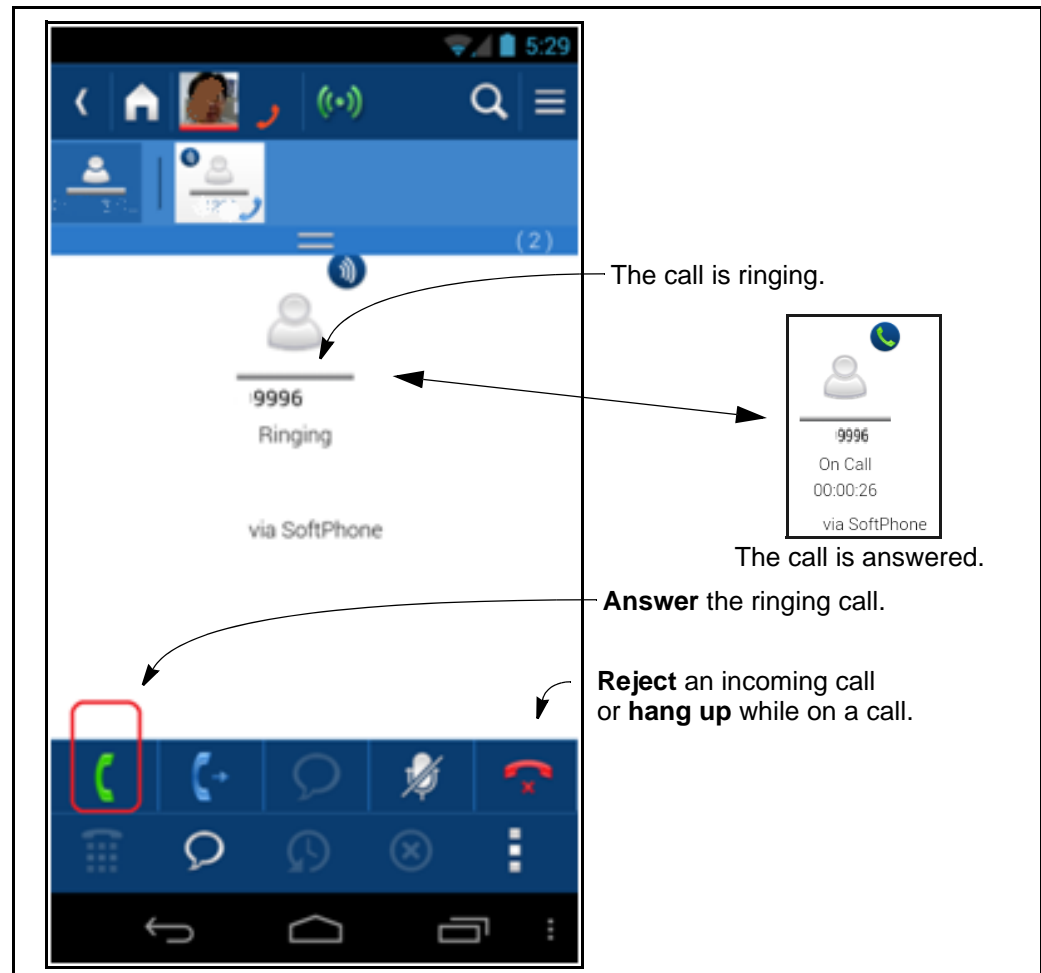 5:29
(2)
The call is ringing.
9996
Ringing
via SoftPhone
9996
On Call
00:00:26
via SoftPhone
The call is answered.
Answer the ringing call.
Reject an incoming call
or hang up while on a call.